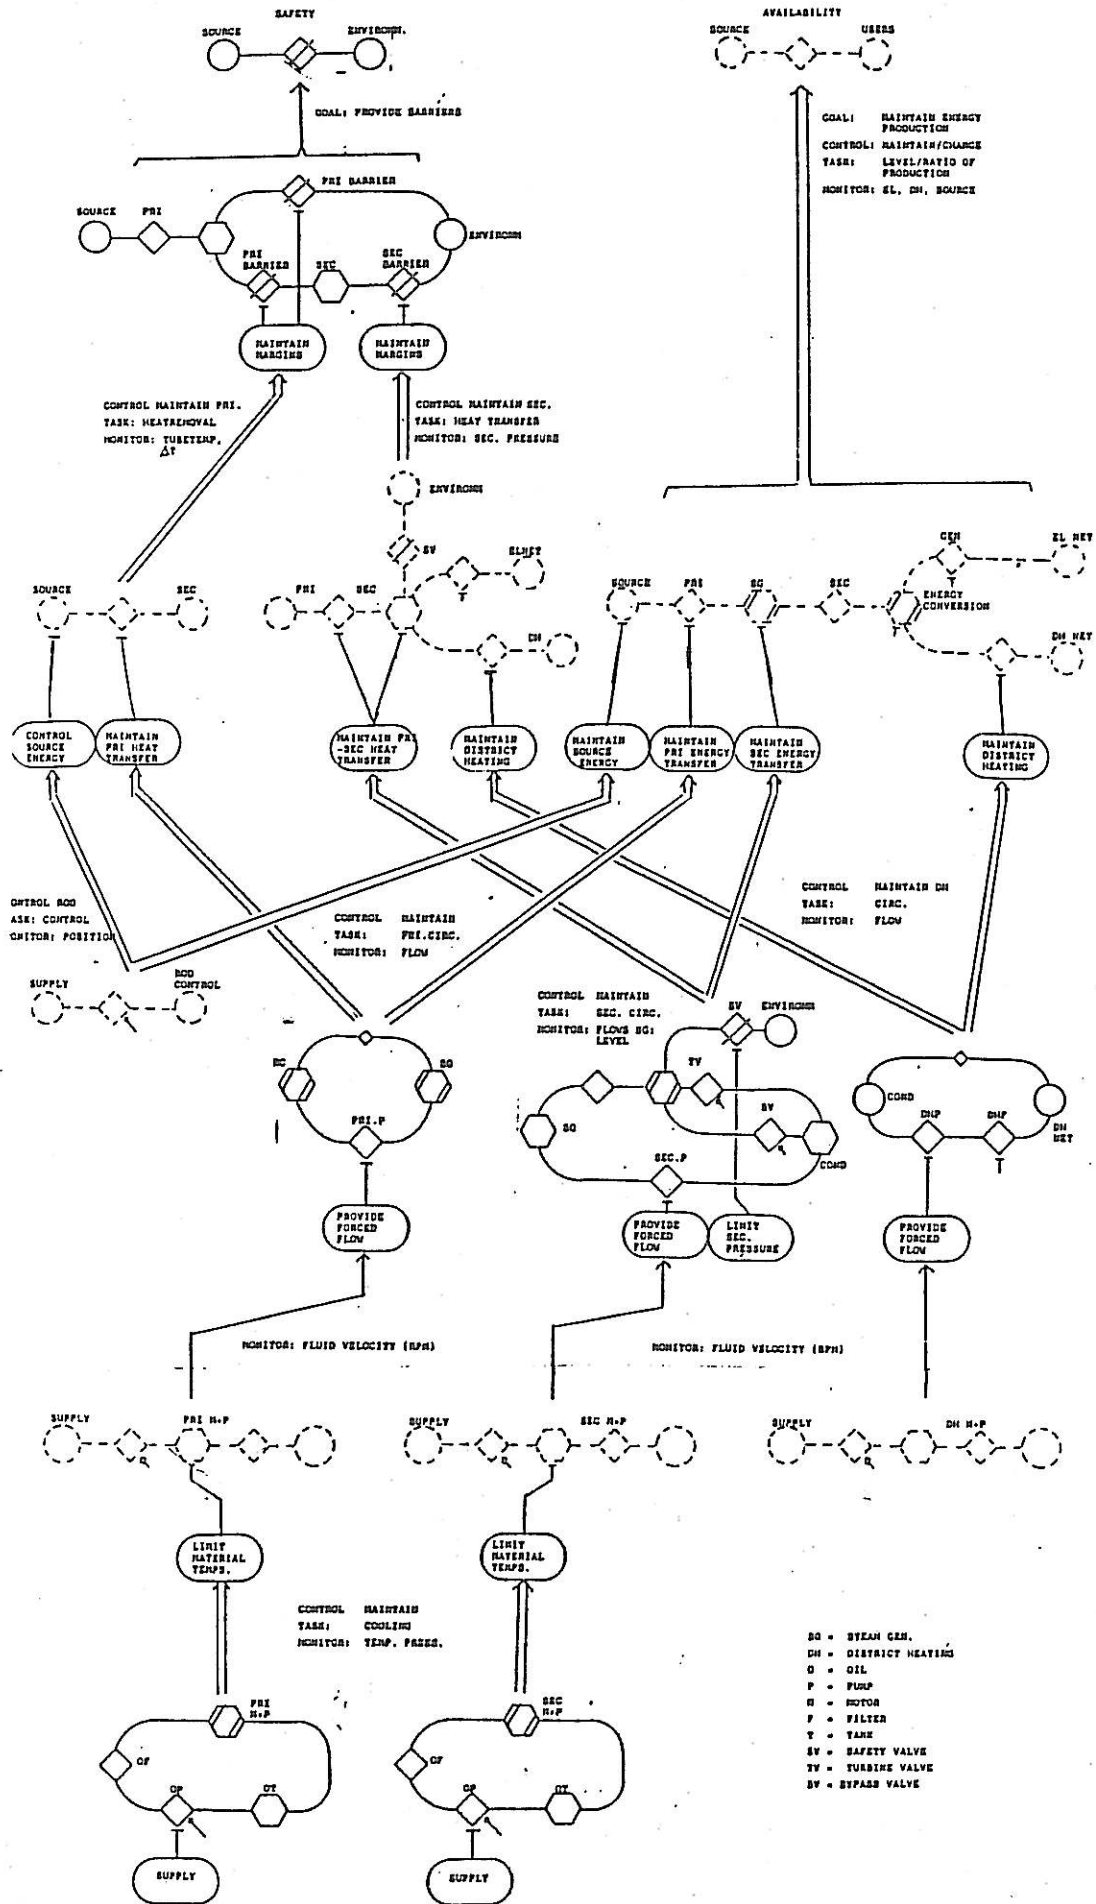 SAFETY
SOURCE
ENVIRONM.
AVAILABILITY
SOURCE
USERS
GOAL: PROVIDE BARRIERS
GOAL: MAINTAIN ENERGY
PRODUCTION
CONTROL: MAINTAIN/CHANGE
TASK: LEVEL/RATIO OF
PRODUCTION
MONITOR: EL, DH, SOURCE
PRI BARRIER
SOURCE
PRI
ENVIRONM
PRI
BARRIER
SEC
SEC
BARRIER
MAINTAIN
MARGINS
MAINTAIN
MARGINS
CONTROL MAINTAIN PRI.
TASK: HEATREMOVAL
MONITOR: TUBETEMP.
ΔT
CONTROL MAINTAIN SEC.
TASK: HEAT TRANSFER
MONITOR: SEC. PRESSURE
ENVIRONM
SV
ELNET
GEN
EL NET
SOURCE
SEC
PRI
SEC
SOURCE
PRI
SG
SEC
ENERGY
CONVERSION
DH
DH NET
CONTROL
SOURCE
ENERGY
MAINTAIN
PRI HEAT
TRANSFER
MAINTAIN PRI
-SEC HEAT
TRANSFER
MAINTAIN
DISTRICT
HEATING
MAINTAIN
SOURCE
ENERGY
MAINTAIN
PRI ENERGY
TRANSFER
MAINTAIN
SEC ENERGY
TRANSFER
MAINTAIN
DISTRICT
HEATING
ONTROL ROD
ASK: CONTROL
ONITOR: POSITION
CONTROL MAINTAIN
TASK: PRI.CIRC.
MONITOR: FLOW
CONTROL MAINTAIN DH
TASK: CIRC.
MONITOR: FLOW
SUPPLY
ROD
CONTROL
CONTROL MAINTAIN
TASK: SEC. CIRC.
MONITOR: FLOWS SG:
LEVEL
SV
ENVIRONM
SG
PRI.P
TV
SG
BV
COND
SEC.P
COND
DHP
DHP
DH
NET
PROVIDE
FORCED
FLOW
PROVIDE
FORCED
FLOW
LIMIT
SEC.
PRESSURE
PROVIDE
FORCED
FLOW
MONITOR: FLUID VELOCITY (RPM)
MONITOR: FLUID VELOCITY (RPM)
SUPPLY
PRI M+P
SUPPLY
SEC M+P
SUPPLY
DH M+P
LIMIT
MATERIAL
TEMPS.
LIMIT
MATERIAL
TEMPS.
CONTROL MAINTAIN
TASK: COOLING
MONITOR: TEMP. PRES.
PRI
M+P
OF
OP
OT
SUPPLY
SEC
M+P
OF
OP
OT
SUPPLY
SG = STEAM GEN.
DH = DISTRICT HEATING
O = OIL
P = PUMP
M = MOTOR
F = FILTER
T = TANK
SV = SAFETY VALVE
TV = TURBINE VALVE
BV = BYPASS VALVE